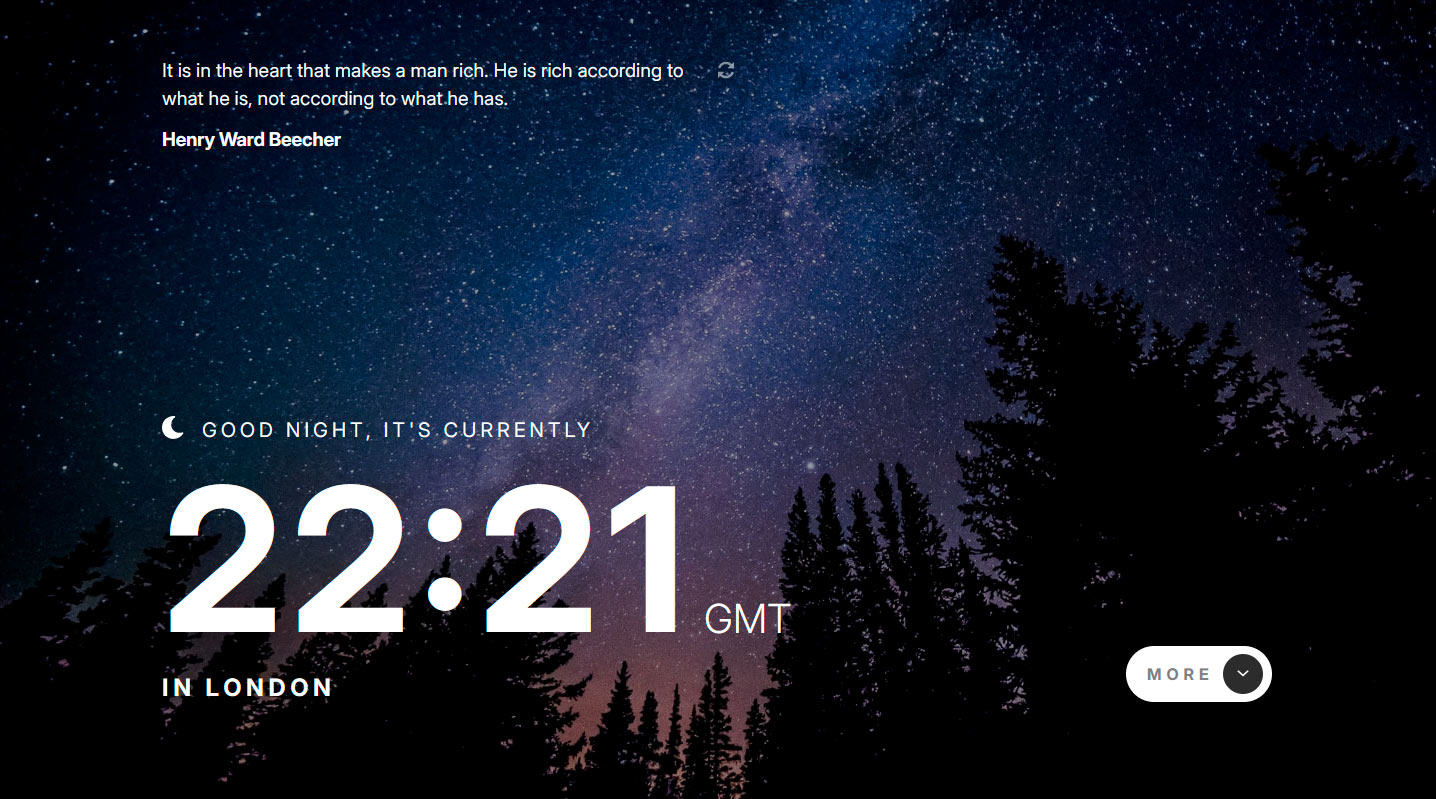 It is in the heart that makes a man rich. He is rich according to
what he is, not according to what he has.
Henry Ward Beecher
GOOD NIGHT, IT'S CURRENTLY
22:21 GMT
IN LONDON
MORE